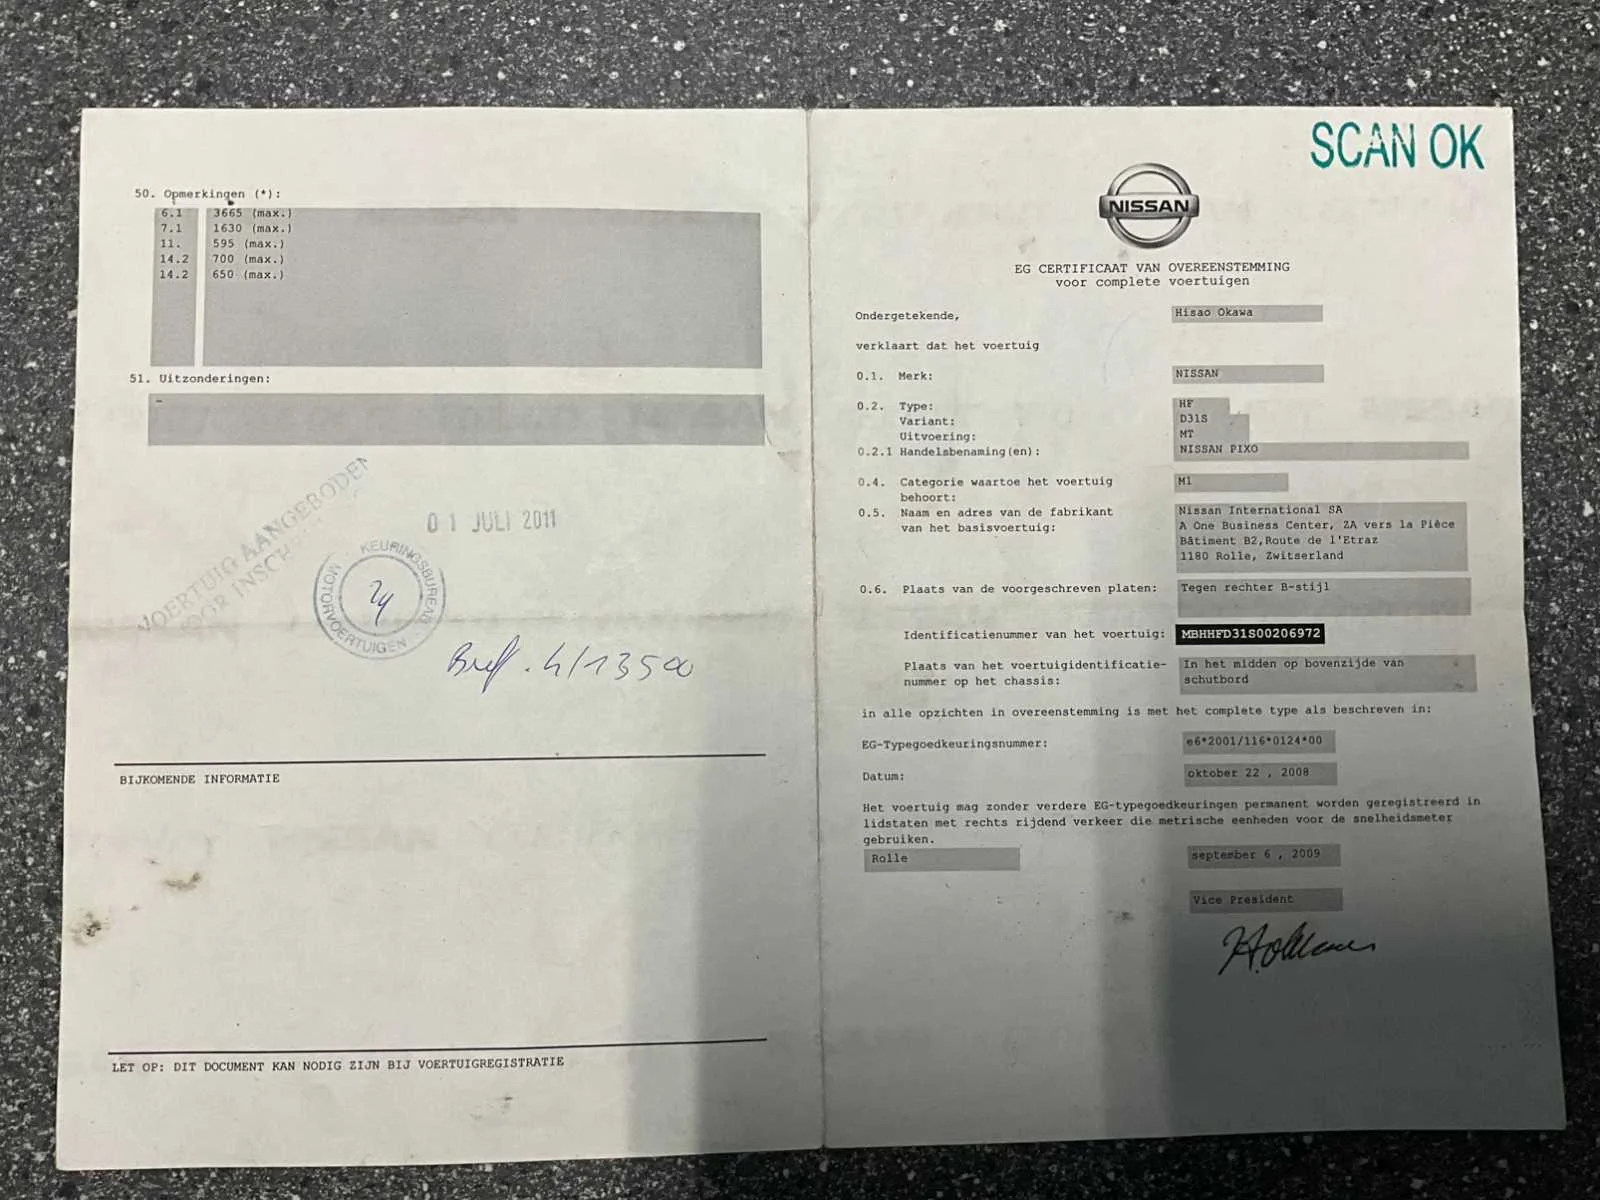 50. Opmerkingen (*):
6.1 3665 (max.)
7.1 1630 (max.)
11. 595 (max.)
14.2 700 (max.)
14.2 650 (max.)
51. Uitzonderingen:
-
VOERTUIG AANGEBODEN
VOOR INSCH
01 JULI 2011
KEURINGSBUREAU
MOTORVOERTUIGEN
4/13500
BIJKOMENDE INFORMATIE
LET OP: DIT DOCUMENT KAN NODIG ZIJN BIJ VOERTUIGREGISTRATIE
SCAN OK
NISSAN
EG CERTIFICAAT VAN OVEREENSTEMMING
voor complete voertuigen
Ondergetekende, Hisao Okawa
verklaart dat het voertuig
0.1. Merk: NISSAN
0.2. Type: HF
Variant: D31S
Uitvoering: MT
0.2.1 Handelsbenaming(en): NISSAN PIXO
0.4. Categorie waartoe het voertuig M1
behoort:
0.5. Naam en adres van de fabrikant Nissan International SA
van het basisvoertuig: A One Business Center, ZA vers la Pièce
Bâtiment B2,Route de l'Etraz
1180 Rolle, Zwitserland
0.6. Plaats van de voorgeschreven platen: Tegen rechter B-stijl
Identificatienummer van het voertuig: MBHHFD31S00206972
Plaats van het voertuigidentificatie- In het midden op bovenzijde van
nummer op het chassis: schutbord
in alle opzichten in overeenstemming is met het complete type als beschreven in:
EG-Typegoedkeuringsnummer: e6*2001/116*0124*00
Datum: oktober 22 , 2008
Het voertuig mag zonder verdere EG-typegoedkeuringen permanent worden geregistreerd in
lidstaten met rechts rijdend verkeer die metrische eenheden voor de snelheidsmeter
gebruiken.
Rolle september 6 , 2009
Vice President